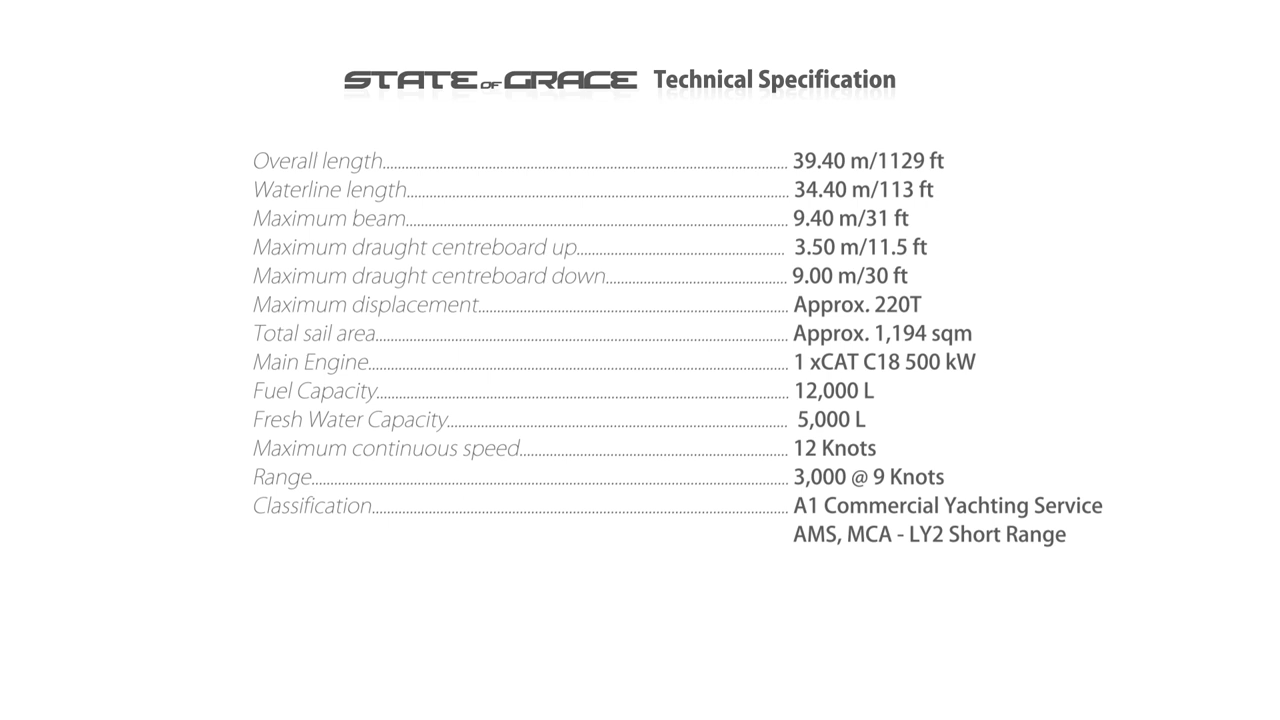 STATE OF GRACE Technical Specification
Overall length 39.40 m/1129 ft
Waterline length 34.40 m/113 ft
Maximum beam 9.40 m/31 ft
Maximum draught centreboard up 3.50 m/11.5 ft
Maximum draught centreboard down 9.00 m/30 ft
Maximum displacement Approx. 220T
Total sail area Approx. 1,194 sqm
Main Engine 1 xCAT C18 500 kW
Fuel Capacity 12,000 L
Fresh Water Capacity 5,000 L
Maximum continuous speed 12 Knots
Range 3,000 @ 9 Knots
Classification A1 Commercial Yachting Service
AMS, MCA - LY2 Short Range